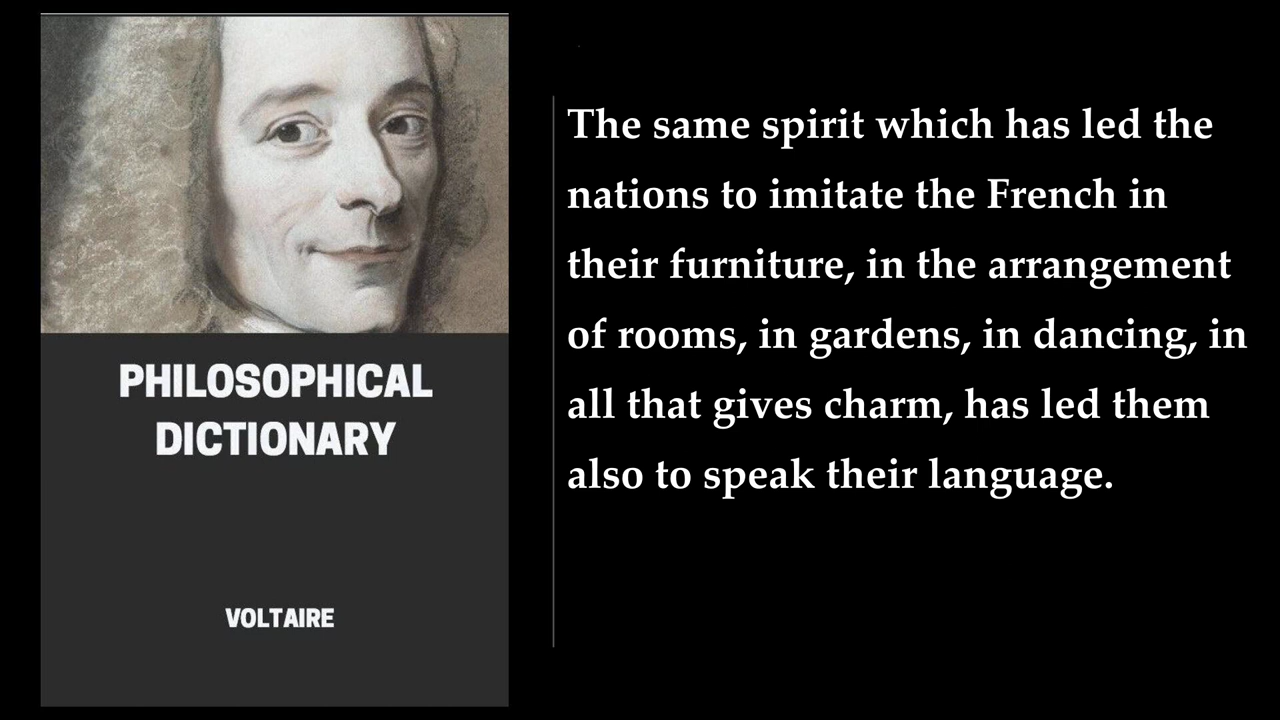 PHILOSOPHICAL
DICTIONARY
VOLTAIRE
The same spirit which has led the
nations to imitate the French in
their furniture, in the arrangement
of rooms, in gardens, in dancing, in
all that gives charm, has led them
also to speak their language.